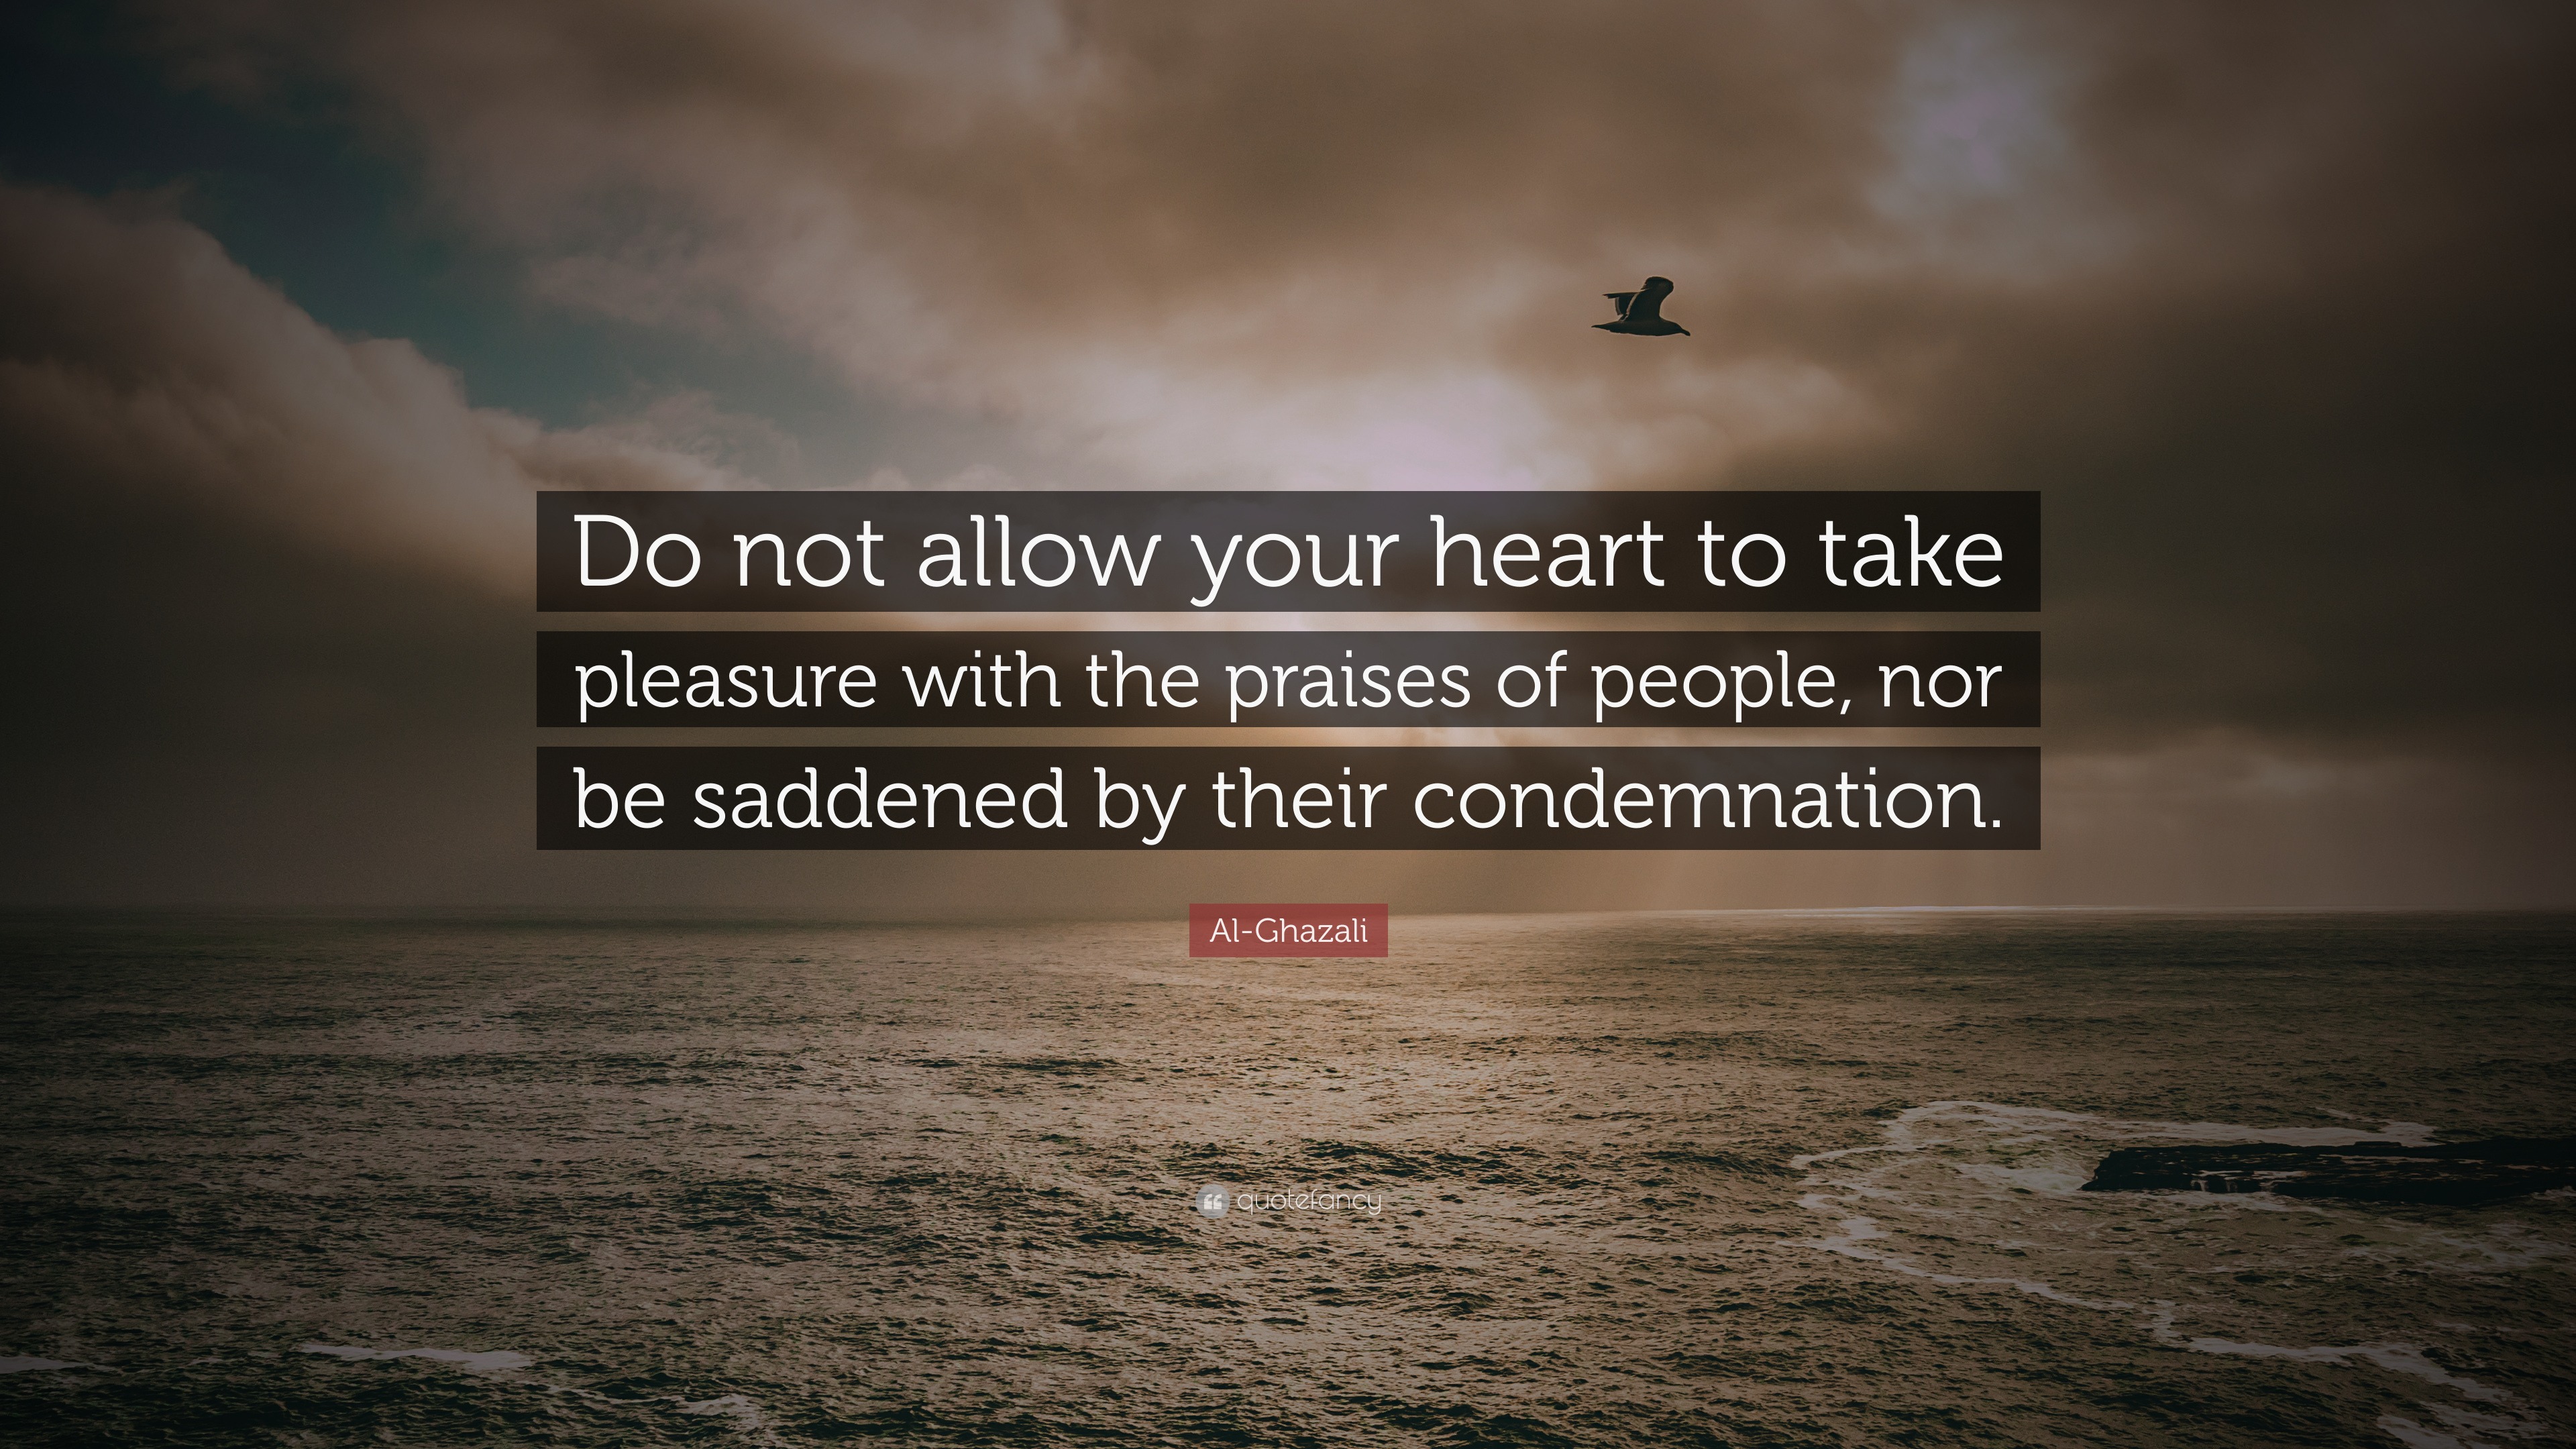 Do not allow your heart to take
pleasure with the praises of people, nor
be saddened by their condemnation.
Al-Ghazali
quotefancy